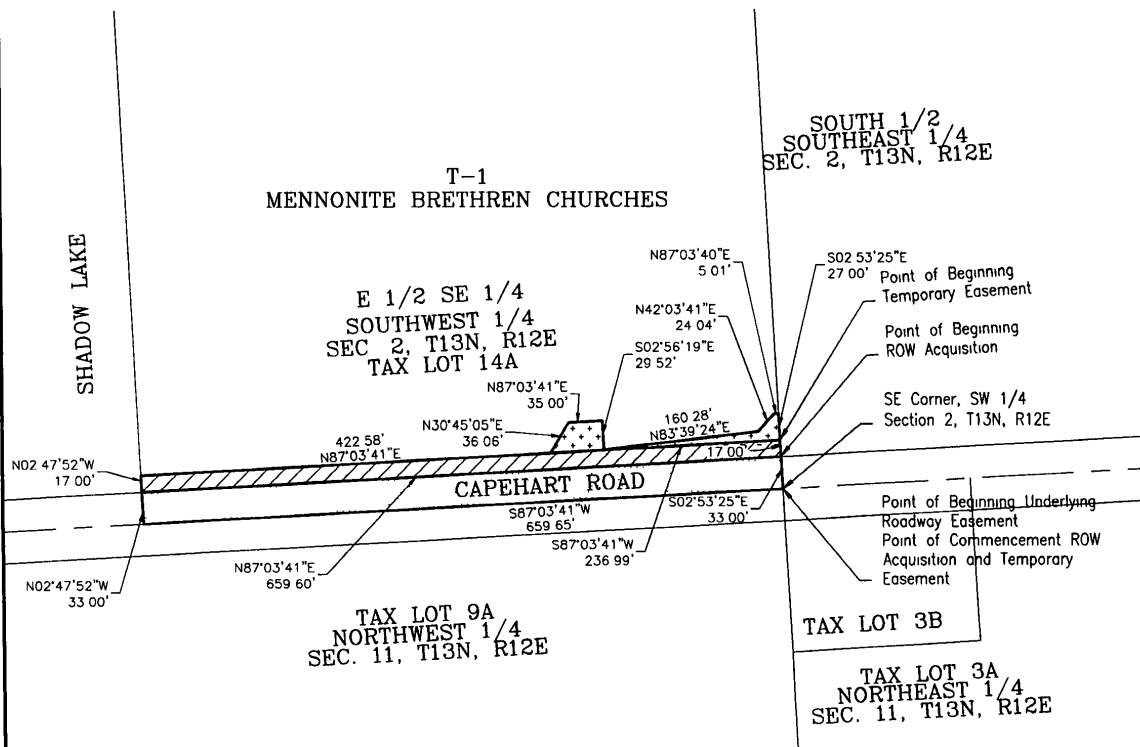 SOUTH 1/2
SOUTHEAST 1/4
SEC. 2, T13N, R12E
T-1
MENNONITE BRETHREN CHURCHES
SHADOW LAKE
E 1/2 SE 1/4
SOUTHWEST 1/4
SEC 2, T13N, R12E
TAX LOT 14A
N87°03'40"E
5 01'
S02 53'25"E
27 00'
Point of Beginning
Temporary Easement
N42°03'41"E
24 04'
Point of Beginning
ROW Acquisition
S02°56'19"E
29 52'
N87°03'41"E
35 00'
SE Corner, SW 1/4
Section 2, T13N, R12E
N30°45'05"E
36 06'
160 28'
N83°39'24"E
422 58'
N87°03'41"E
17 00'
N02 47'52"W
17 00'
CAPEHART ROAD
S87°03'41"W
659 65'
S02°53'25"E
33 00'
Point of Beginning Underlying
Roadway Easement
Point of Commencement ROW
Acquisition and Temporary
Easement
S87°03'41"W
236 99'
N87°03'41"E
659 60'
N02°47'52"W
33 00'
TAX LOT 9A
NORTHWEST 1/4
SEC. 11, T13N, R12E
TAX LOT 3B
TAX LOT 3A
NORTHEAST 1/4
SEC. 11, T13N, R12E